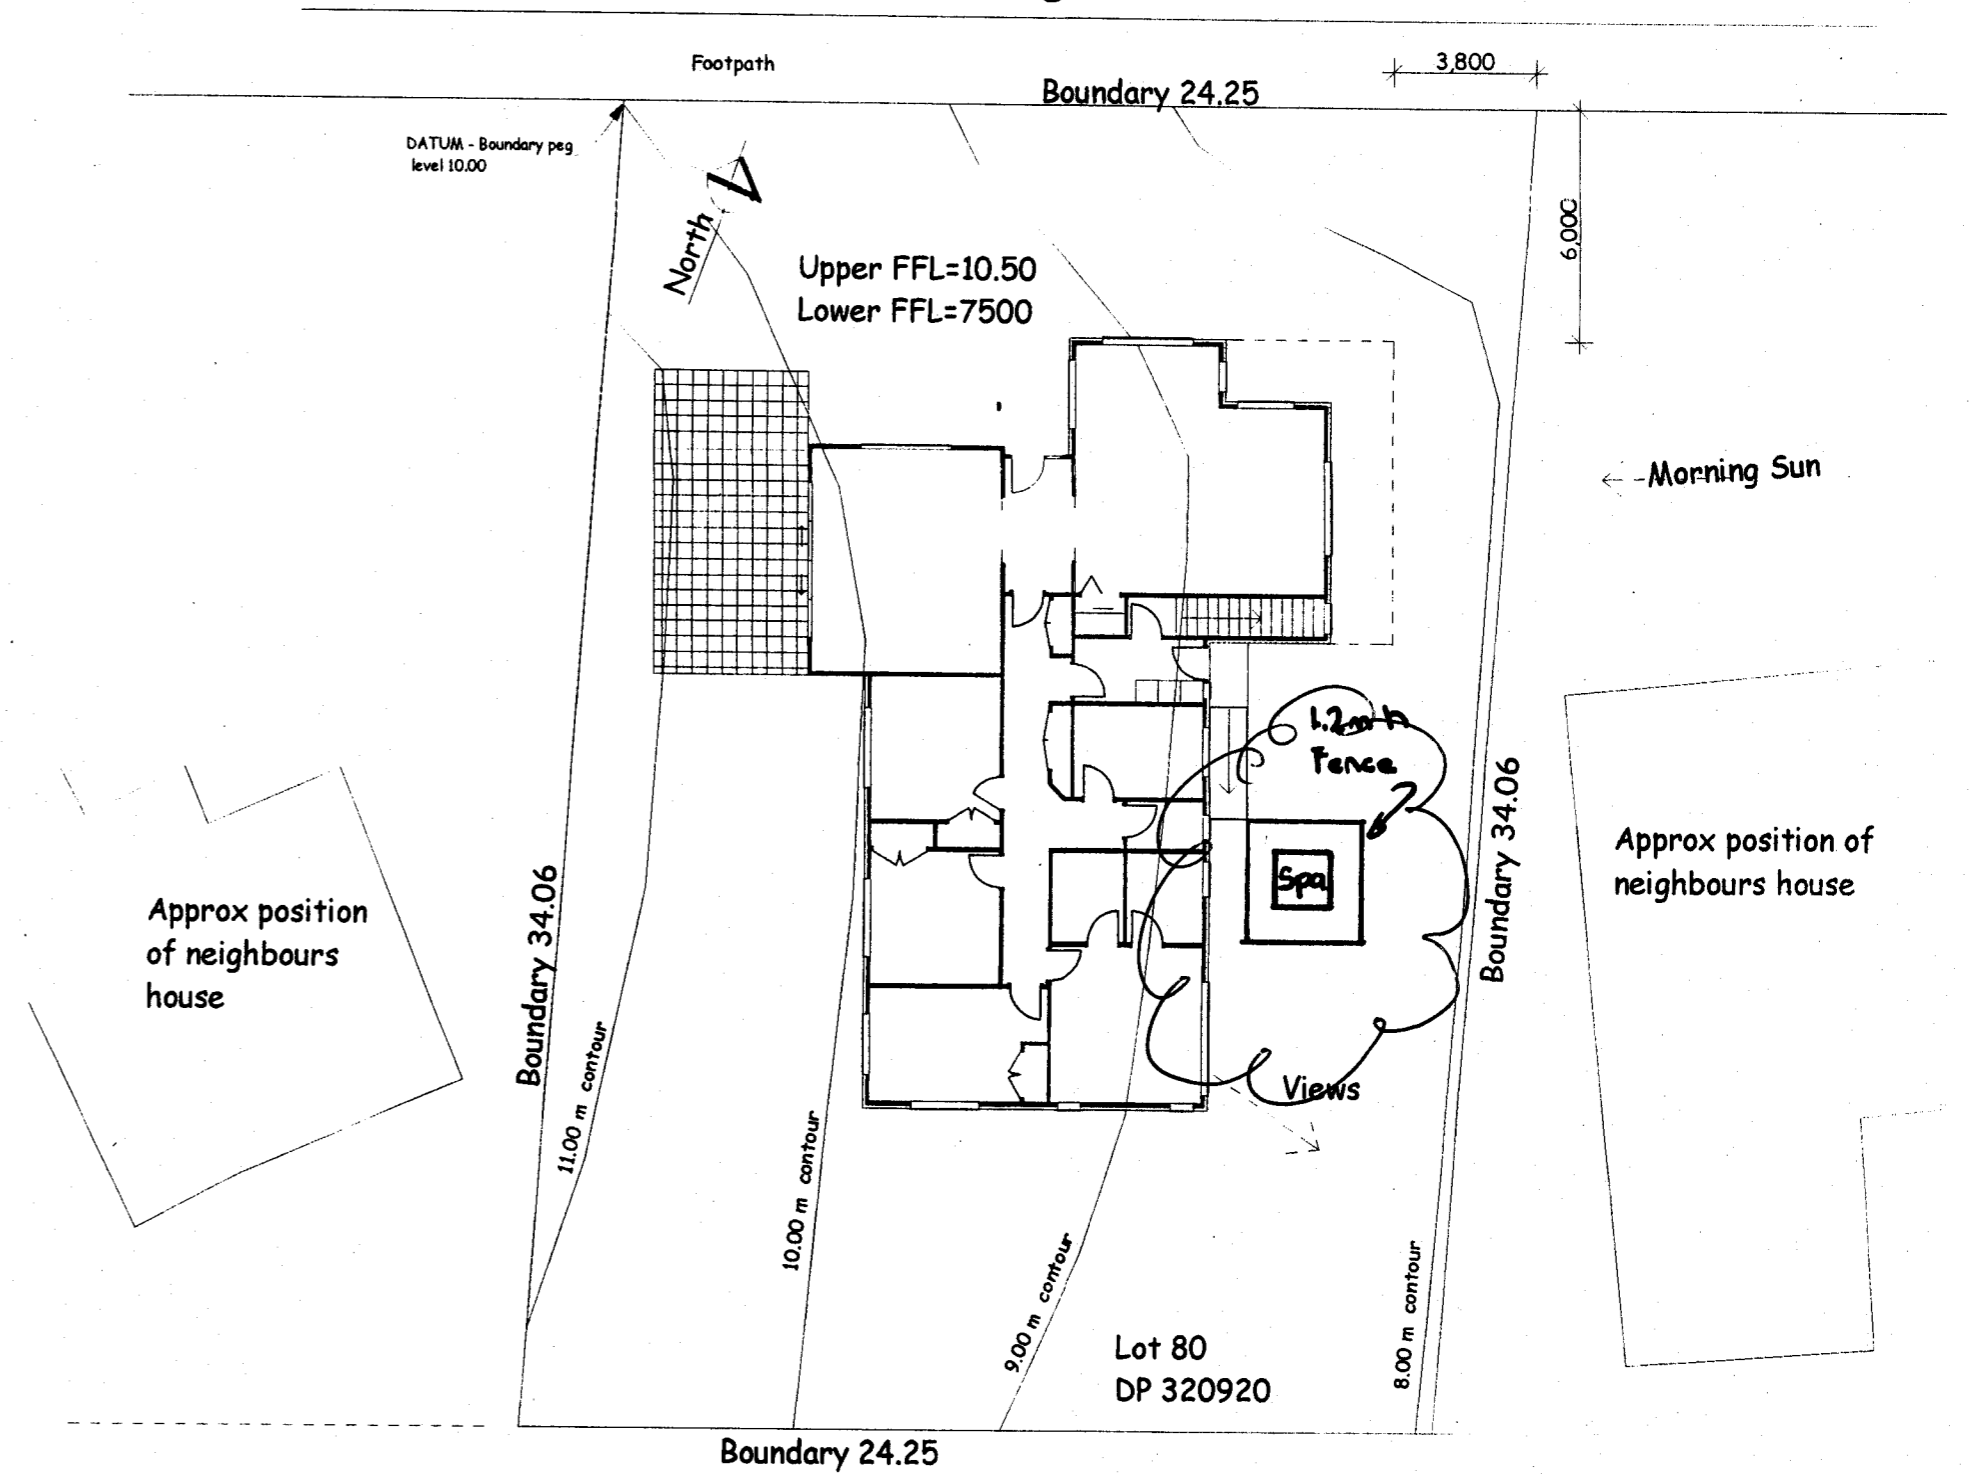 Footpath
3,800
Boundary 24.25
DATUM - Boundary peg
level 10.00
6,000
North
Upper FFL=10.50
Lower FFL=7500
Morning Sun
1.2m h
Fence
Spa
Boundary 34.06
Approx position of
neighbours house
Approx position
of neighbours
house
Boundary 34.06
11.00 m contour
10.00 m contour
9.00 m contour
8.00 m contour
Views
Lot 80
DP 320920
Boundary 24.25